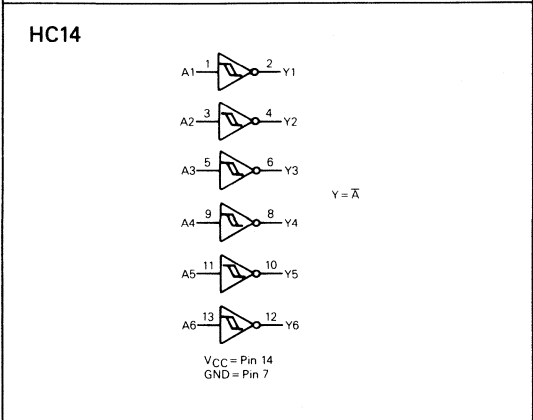 HC14
A1 1 2 Y1
A2 3 4 Y2
A3 5 6 Y3
Y = A̅
A4 9 8 Y4
A5 11 10 Y5
A6 13 12 Y6
VCC = Pin 14
GND = Pin 7